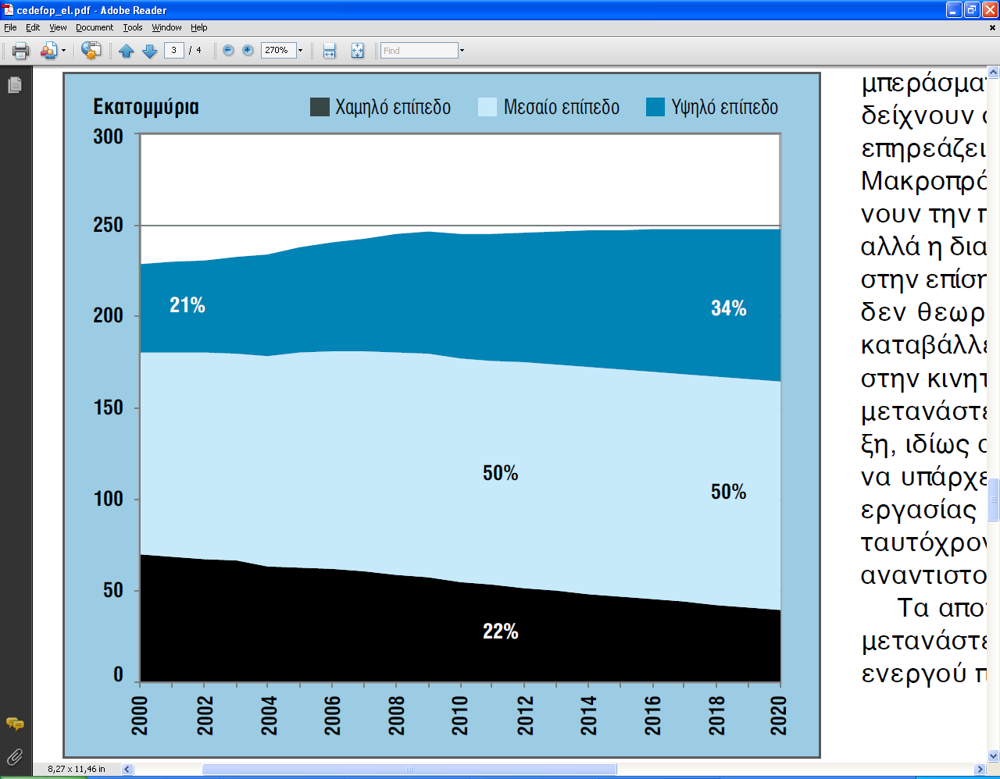 cedefop_el.pdf - Adobe Reader
File Edit View Document Tools Window Help
3 / 4 270% Find
Εκατομμύρια Χαμηλό επίπεδο Μεσαίο επίπεδο Υψηλό επίπεδο
300
250
200
150
100
50
0
21%
34%
50%
50%
22%
2000 2002 2004 2006 2008 2010 2012 2014 2016 2018 2020
μπεράσμα
δείχνουν
επηρεάζει
Μακροπρό
νουν την π
αλλά η δια
στην επίση
δεν θεωρ
καταβάλλε
στην κινητ
μετανάστε
ξη, ιδίως
να υπάρχε
εργασίας
ταυτόχρον
αναντιστο
Τα αποτ
μετανάστε
ενεργού π
8,27 x 11,46 in